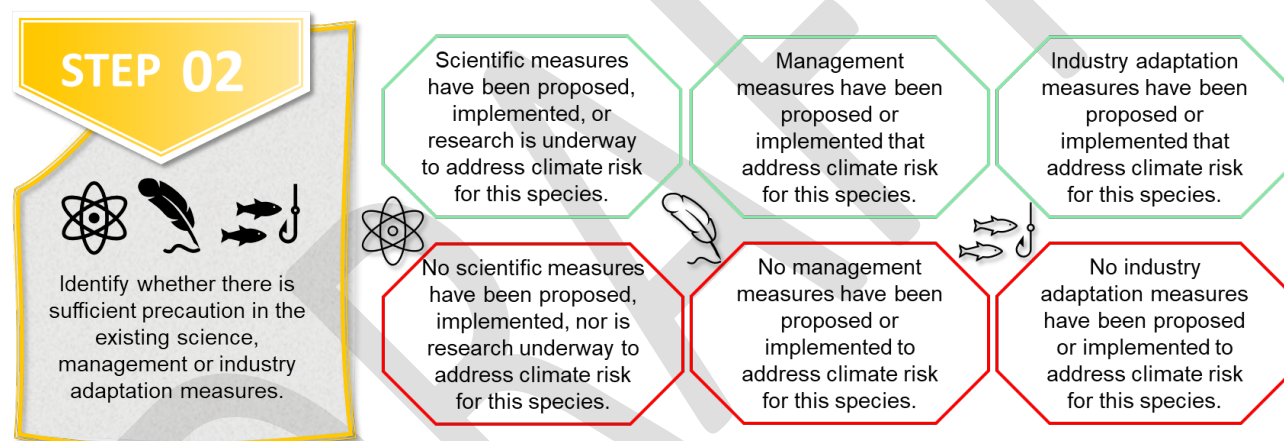 STEP 02
Identify whether there is
sufficient precaution in the
existing science,
management or industry
adaptation measures.
Scientific measures
have been proposed,
implemented, or
research is underway
to address climate risk
for this species.
Management
measures have been
proposed or
implemented that
address climate risk
for this species.
Industry adaptation
measures have been
proposed or
implemented that
address climate risk
for this species.
No scientific measures
have been proposed,
implemented, nor is
research underway to
address climate risk
for this species.
No management
measures have been
proposed or
implemented to
address climate risk
for this species.
No industry
adaptation measures
have been proposed
or implemented to
address climate risk
for this species.